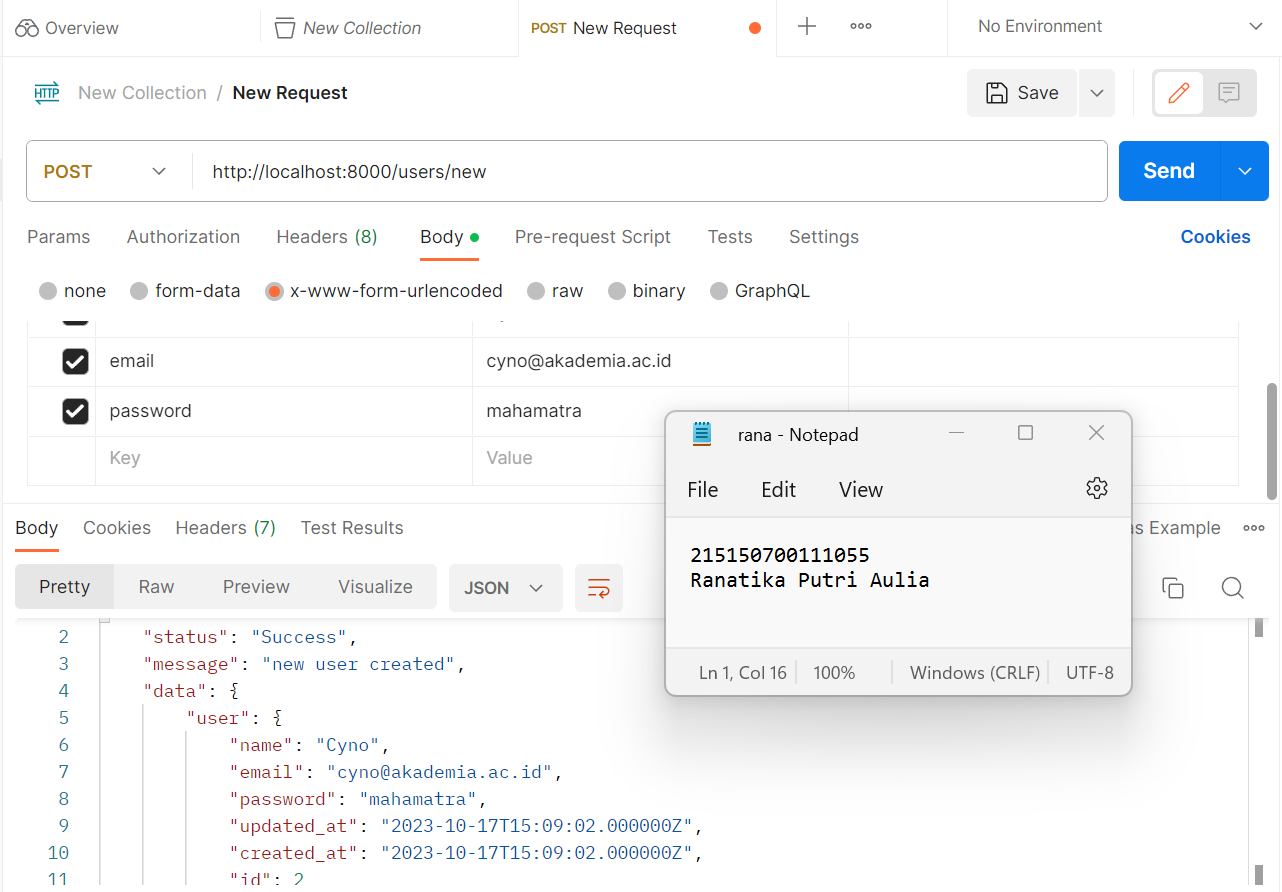 Overview New Collection POST New Request No Environment
HTTP New Collection / New Request Save
POST http://localhost:8000/users/new Send
Params Authorization Headers (8) Body Pre-request Script Tests Settings Cookies
none form-data x-www-form-urlencoded raw binary GraphQL
email cyno@akademia.ac.id
password mahamatra
Key Value
rana - Notepad
File Edit View
215150700111055
Ranatika Putri Aulia
Ln 1, Col 16 100% Windows (CRLF) UTF-8
Body Cookies Headers (7) Test Results as Example
Pretty Raw Preview Visualize JSON
2 "status": "Success",
3 "message": "new user created",
4 "data": {
5 "user": {
6 "name": "Cyno",
7 "email": "cyno@akademia.ac.id",
8 "password": "mahamatra",
9 "updated_at": "2023-10-17T15:09:02.000000Z",
10 "created_at": "2023-10-17T15:09:02.000000Z",
11 "id": 2